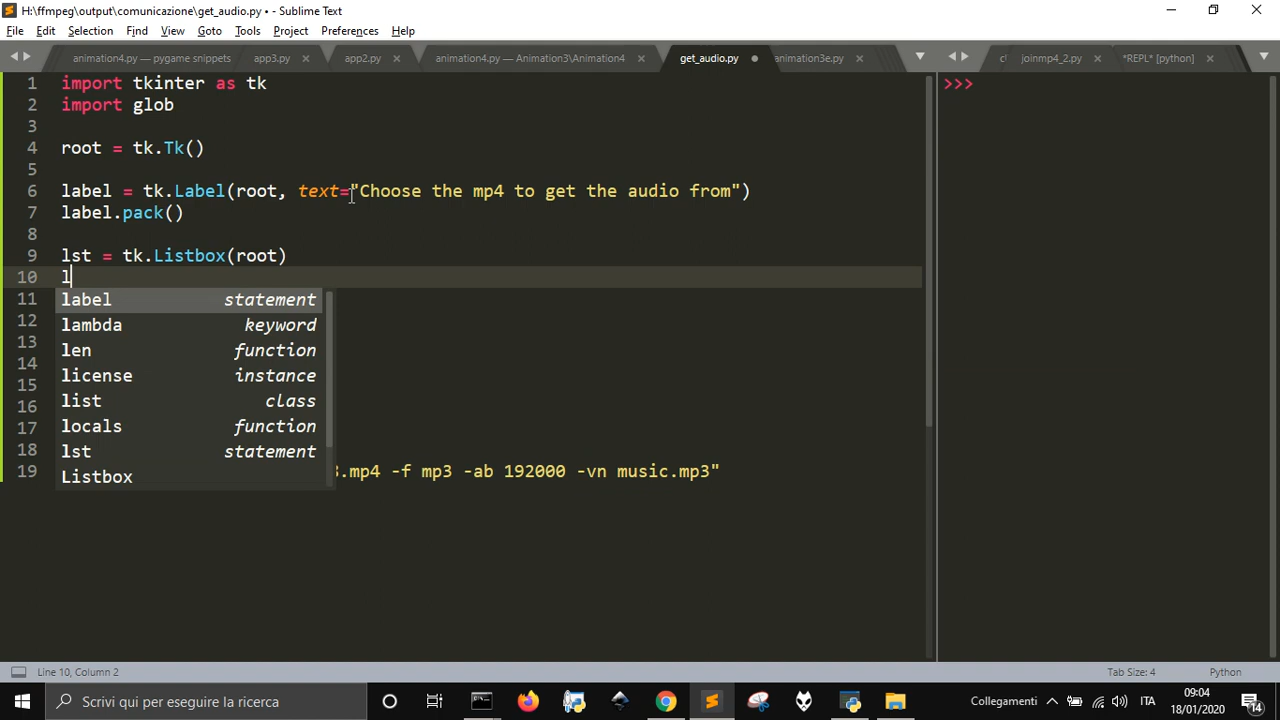 H:\ffmpeg\output\comunicazione\get_audio.py • - Sublime Text
File Edit Selection Find View Goto Tools Project Preferences Help
animation4.py — pygame snippets app3.py app2.py animation4.py — Animation3\Animation4 get_audio.py animation3e.py joinmp4_2.py *REPL* [python]
1 import tkinter as tk
2 import glob
3
4 root = tk.Tk()
5
6 label = tk.Label(root, text="Choose the mp4 to get the audio from")
7 label.pack()
8
9 lst = tk.Listbox(root)
10 l
11
12
13
14
15
16
17
18
19 3.mp4 -f mp3 -ab 192000 -vn music.mp3"
label statement
lambda keyword
len function
license instance
list class
locals function
lst statement
Listbox
>>>
Line 10, Column 2 Tab Size: 4 Python
Scrivi qui per eseguire la ricerca Collegamenti ITA 09:04
18/01/2020 14